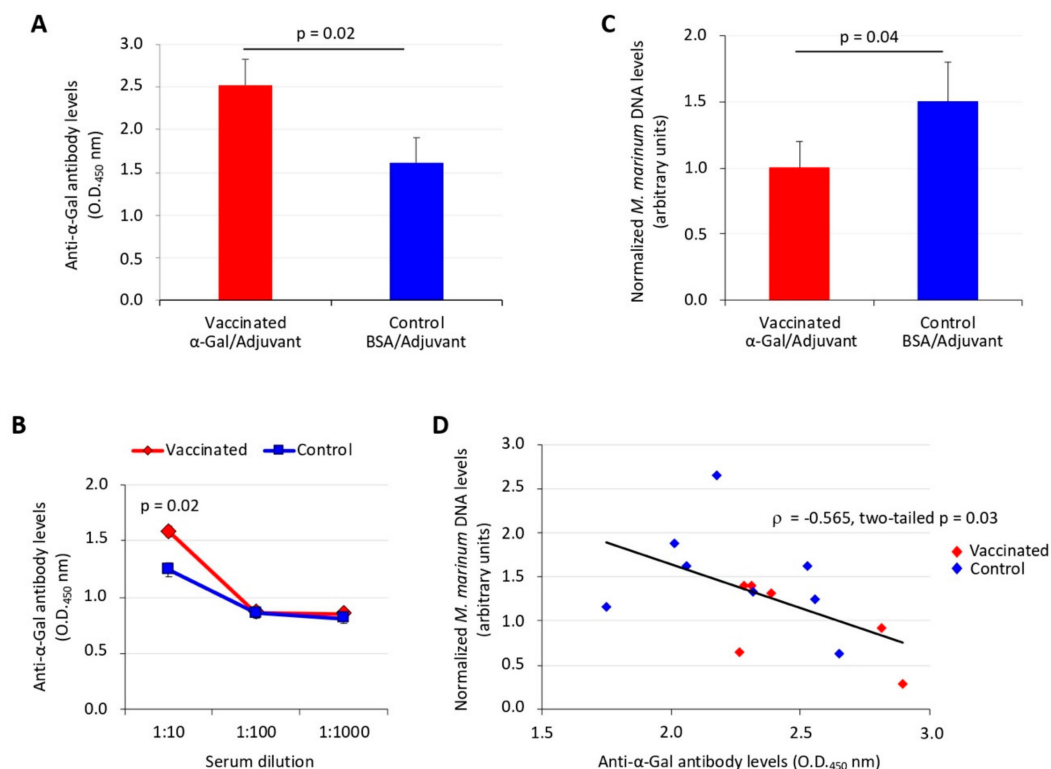 A
p = 0.02
3.0
2.5
2.0
1.5
1.0
0.5
0.0
Anti-α-Gal antibody levels
(O.D.450 nm)
Vaccinated
α-Gal/Adjuvant
Control
BSA/Adjuvant
C
p = 0.04
2.0
1.5
1.0
0.5
0.0
Normalized M. marinum DNA levels
(arbitrary units)
Vaccinated
α-Gal/Adjuvant
Control
BSA/Adjuvant
B
Vaccinated
Control
p = 0.02
2.0
1.5
1.0
0.5
0.0
Anti-α-Gal antibody levels
(O.D.450 nm)
1:10
1:100
1:1000
Serum dilution
D
3.0
2.5
2.0
1.5
1.0
0.5
0.0
Normalized M. marinum DNA levels
(arbitrary units)
ρ = -0.565, two-tailed p = 0.03
Vaccinated
Control
1.5
2.0
2.5
3.0
Anti-α-Gal antibody levels (O.D.450 nm)